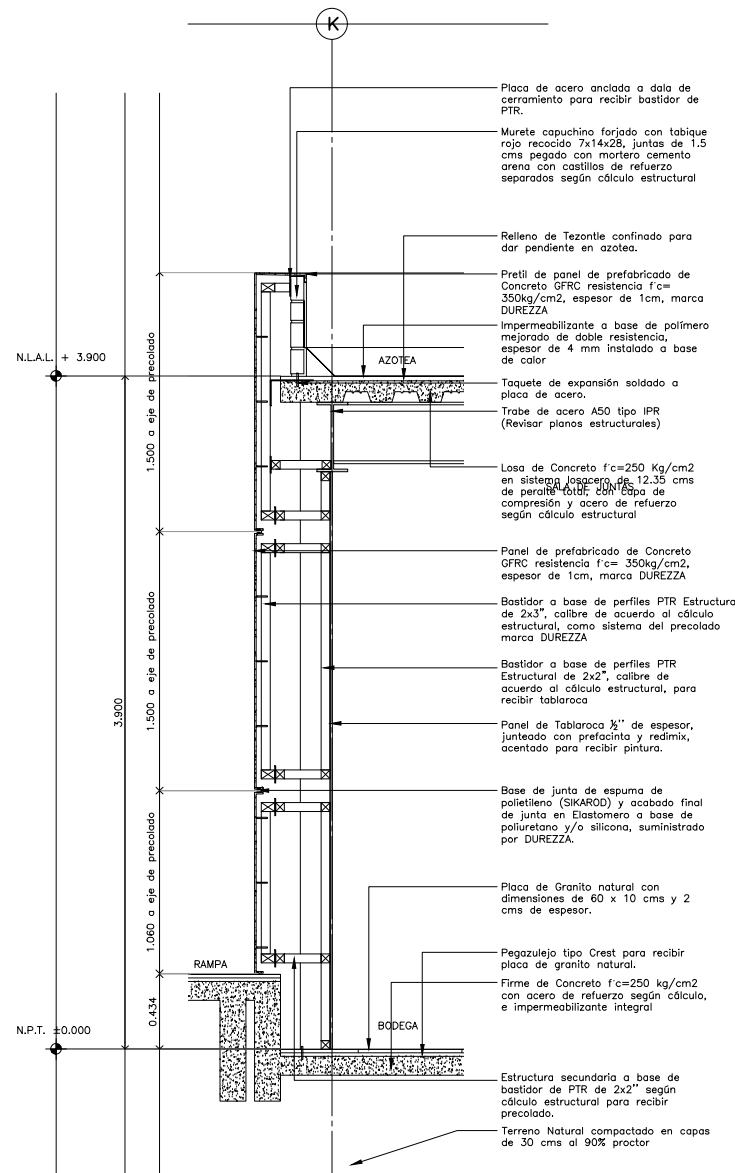 K
Placa de acero anclada a dala de
cerramiento para recibir bastidor de
PTR.
Murete capuchino forjado con tabique
rojo recocido 7x14x28, juntas de 1.5
cms pegado con mortero cemento
arena con castillos de refuerzo
separados según cálculo estructural
Relleno de Tezontle confinado para
dar pendiente en azotea.
Pretil de panel de prefabricado de
Concreto GFRC resistencia f'c=
350kg/cm2, espesor de 1cm, marca
DUREZZA
Impermeabilizante a base de polímero
mejorado de doble resistencia,
espesor de 4 mm instalado a base
de calor
AZOTEA
N.L.A.L. + 3.900
1.500 a eje de precolado
Taquete de expansión soldado a
placa de acero.
Trabe de acero A50 tipo IPR
(Revisar planos estructurales)
Losa de Concreto f'c=250 Kg/cm2
en sistema losacero de 12.35 cms
SALA DE JUNTAS
de peralte total, con capa de
compresión y acero de refuerzo
según cálculo estructural
Panel de prefabricado de Concreto
GFRC resistencia f'c= 350kg/cm2,
espesor de 1cm, marca DUREZZA
Bastidor a base de perfiles PTR Estructura
de 2x3", calibre de acuerdo al cálculo
estructural, como sistema del precolado
marca DUREZZA
1.500 a eje de precolado
3.900
Bastidor a base de perfiles PTR
Estructural de 2x2", calibre de
acuerdo al cálculo estructural, para
recibir tablaroca
Panel de Tablaroca ½'' de espesor,
junteado con prefacinta y redimix,
acentado para recibir pintura.
Base de junta de espuma de
polietileno (SIKAROD) y acabado final
de junta en Elastomero a base de
poliuretano y/o silicona, suministrado
por DUREZZA.
1.060 a eje de precolado
Placa de Granito natural con
dimensiones de 60 x 10 cms y 2
cms de espesor.
Pegazulejo tipo Crest para recibir
placa de granito natural.
RAMPA
Firme de Concreto f'c=250 kg/cm2
con acero de refuerzo según cálculo,
e impermeabilizante integral
0.434
N.P.T. ±0.000
BODEGA
Estructura secundaria a base de
bastidor de PTR de 2x2'' según
cálculo estructural para recibir
precolado.
Terreno Natural compactado en capas
de 30 cms al 90% proctor